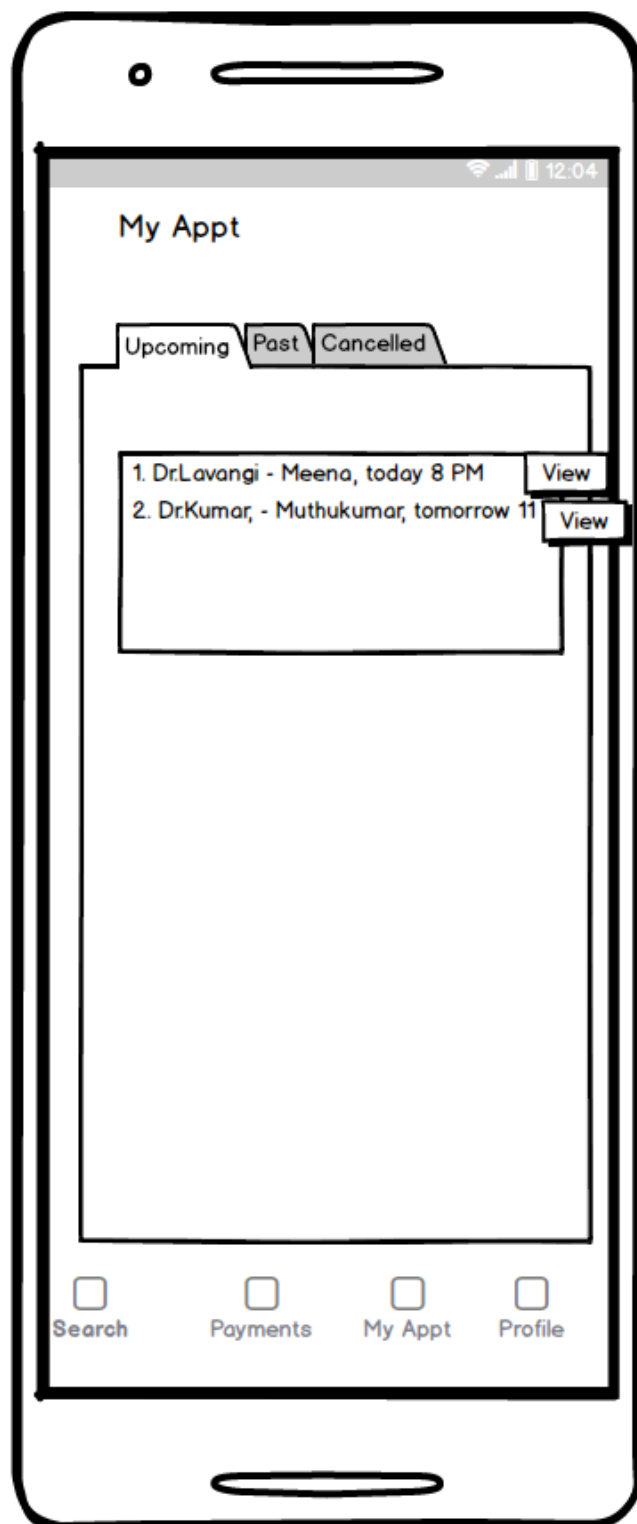 12:04
My Appt
Upcoming Past Cancelled
1. Dr.Lavangi - Meena, today 8 PM View
2. Dr.Kumar, - Muthukumar, tomorrow 11 View
Search Payments My Appt Profile